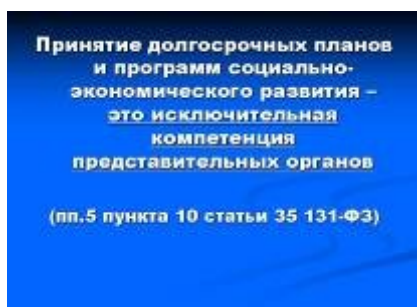 Принятие долгосрочных планов
и программ социально-
экономического развития –
это исключительная
компетенция
представительных органов
(пп.5 пункта 10 статьи 35 131-ФЗ)